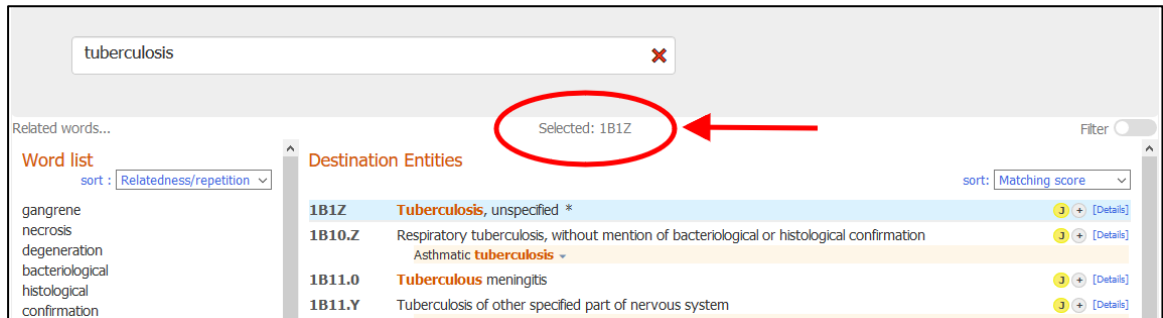 tuberculosis
Related words...
Selected: 1B1Z
Filter
Word list
sort : Relatedness/repetition
gangrene
necrosis
degeneration
bacteriological
histological
confirmation
Destination Entities
sort: Matching score
1B1Z Tuberculosis, unspecified * J + [Details]
1B10.Z Respiratory tuberculosis, without mention of bacteriological or histological confirmation J + [Details]
Asthmatic tuberculosis
1B11.0 Tuberculous meningitis J + [Details]
1B11.Y Tuberculosis of other specified part of nervous system J + [Details]